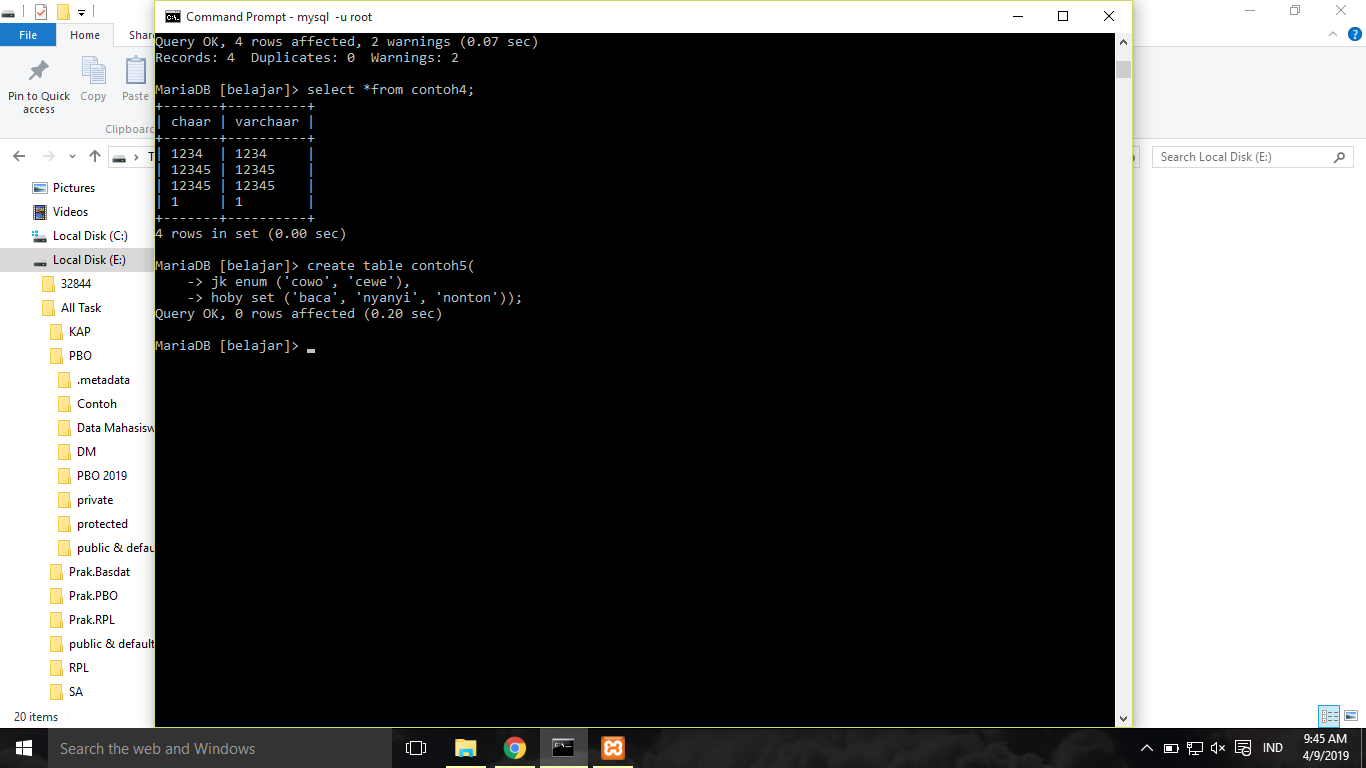 Command Prompt - mysql  -u root
File
Home
Shar
Pin to Quick
access
Copy
Paste
Clipboard
Search Local Disk (E:)
Pictures
Videos
Local Disk (C:)
Local Disk (E:)
32844
All Task
KAP
PBO
.metadata
Contoh
Data Mahasisw
DM
PBO 2019
private
protected
public & defau
Prak.Basdat
Prak.PBO
Prak.RPL
public & default
RPL
SA
20 items
Query OK, 4 rows affected, 2 warnings (0.07 sec)
Records: 4  Duplicates: 0  Warnings: 2
MariaDB [belajar]> select *from contoh4;
+-------+----------+
| chaar | varchaar |
+-------+----------+
| 1234  | 1234     |
| 12345 | 12345    |
| 12345 | 12345    |
| 1     | 1        |
+-------+----------+
4 rows in set (0.00 sec)
MariaDB [belajar]> create table contoh5(
    -> jk enum ('cowo', 'cewe'),
    -> hoby set ('baca', 'nyanyi', 'nonton'));
Query OK, 0 rows affected (0.20 sec)
MariaDB [belajar]> _
Search the web and Windows
IND
9:45 AM
4/9/2019